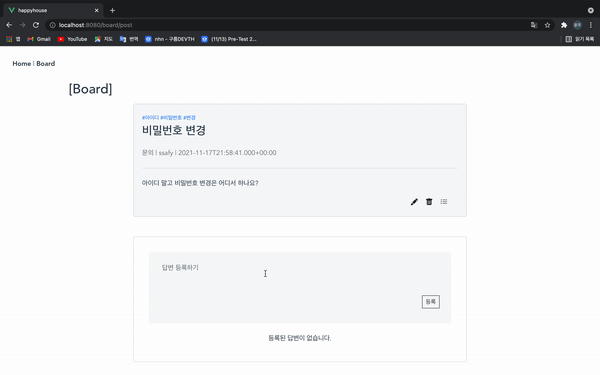 happyhouse
localhost:8080/board/post
앱 Gmail YouTube 지도 번역 nhn - 구름DEVTH (11/13) Pre-Test 2... 읽기 목록
Home | Board
[Board]
#아이디 #비밀번호 #변경
비밀번호 변경
문의 | ssafy | 2021-11-17T21:58:41.000+00:00
아이디 말고 비밀번호 변경은 어디서 하나요?
답변 등록하기
등록
등록된 답변이 없습니다.